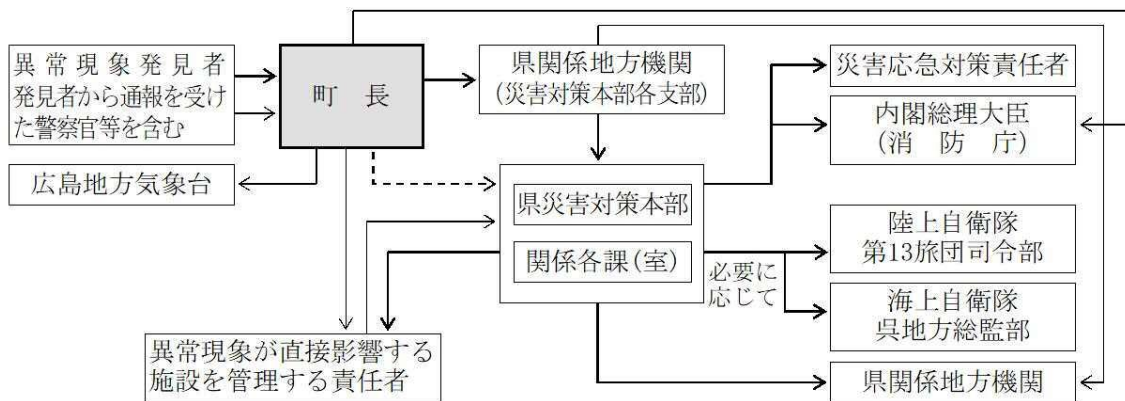 異常現象発見者
発見者から通報を受け
た警察官等を含む
町長
県関係地方機関
(災害対策本部各支部)
災害応急対策責任者
内閣総理大臣
(消防庁)
広島地方気象台
県災害対策本部
関係各課(室)
必要に
応じて
陸上自衛隊
第13旅団司令部
海上自衛隊
呉地方総監部
異常現象が直接影響する
施設を管理する責任者
県関係地方機関